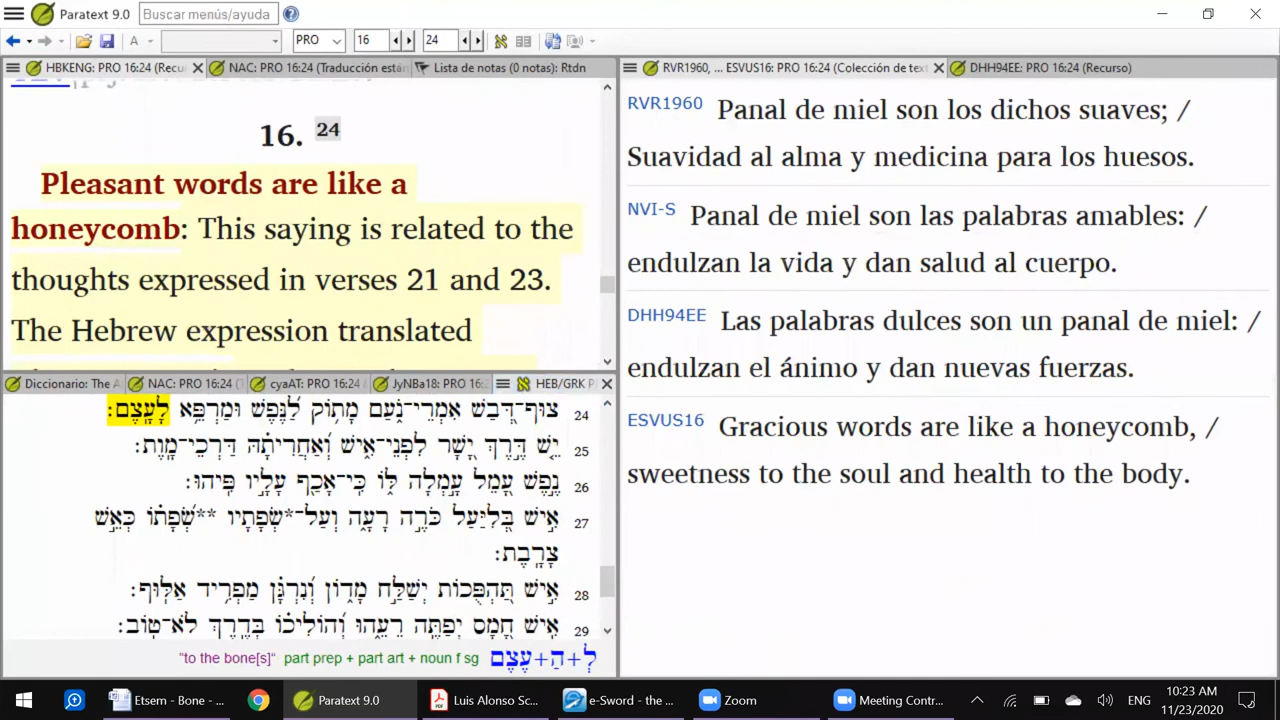 Paratext 9.0 Buscar menús/ayuda
A PRO 16 24
HBKENG: PRO 16:24 (Recu NAC: PRO 16:24 (Traducción están Lista de notas (0 notas): Rtdn
16. 24
Pleasant words are like a
honeycomb: This saying is related to the
thoughts expressed in verses 21 and 23.
The Hebrew expression translated
Diccionario: The A NAC: PRO 16:24 (T cyaAT: PRO 16:24 JyNBa18: PRO 16: HEB/GRK P
24 צוּף־דְּ֭בַשׁ אִמְרֵי־נֹ֑עַם מָת֥וֹק לַ֝נֶּ֗פֶשׁ וּמַרְפֵּ֥א לָעָֽצֶם׃
25 יֵ֤שׁ דֶּ֣רֶךְ יָ֭שָׁר לִפְנֵי־אִ֑ישׁ וְ֝אַחֲרִיתָ֗הּ דַּרְכֵי־מָֽוֶת׃
26 נֶ֣פֶשׁ עָ֭מֵל עָ֣מְלָה לּ֑וֹ כִּֽי־אָכַ֖ף עָלָ֣יו פִּֽיהוּ׃
27 אִ֣ישׁ בְּ֭לִיַּעַל כֹּרֶ֣ה רָעָ֑ה וְעַל־*שְׂפָתָיו **שְׂ֝פָת֗וֹ כְּאֵ֣שׁ
צָרָֽבֶת׃
28 אִ֣ישׁ תַּ֭הְפֻּכוֹת יְשַׁלַּ֣ח מָד֑וֹן וְ֝נִרְגָּ֗ן מַפְרִ֥יד אַלּֽוּף׃
29 אִ֣ישׁ חָ֭מָס יְפַתֶּ֣ה רֵעֵ֑הוּ וְ֝הוֹלִיכ֗וֹ בְּדֶ֣רֶךְ לֹא־טֽוֹב׃
"to the bone[s]" part prep + part art + noun f sg לְ+הַ+עֶצֶם
RVR1960, ... ESVUS16: PRO 16:24 (Colección de text DHH94EE: PRO 16:24 (Recurso)
RVR1960 Panal de miel son los dichos suaves; /
Suavidad al alma y medicina para los huesos.
NVI-S Panal de miel son las palabras amables: /
endulzan la vida y dan salud al cuerpo.
DHH94EE Las palabras dulces son un panal de miel: /
endulzan el ánimo y dan nuevas fuerzas.
ESVUS16 Gracious words are like a honeycomb, /
sweetness to the soul and health to the body.
Etsem - Bone - ... Paratext 9.0 Luis Alonso Sc... e-Sword - the ... Zoom Meeting Contr... ENG 10:23 AM
11/23/2020